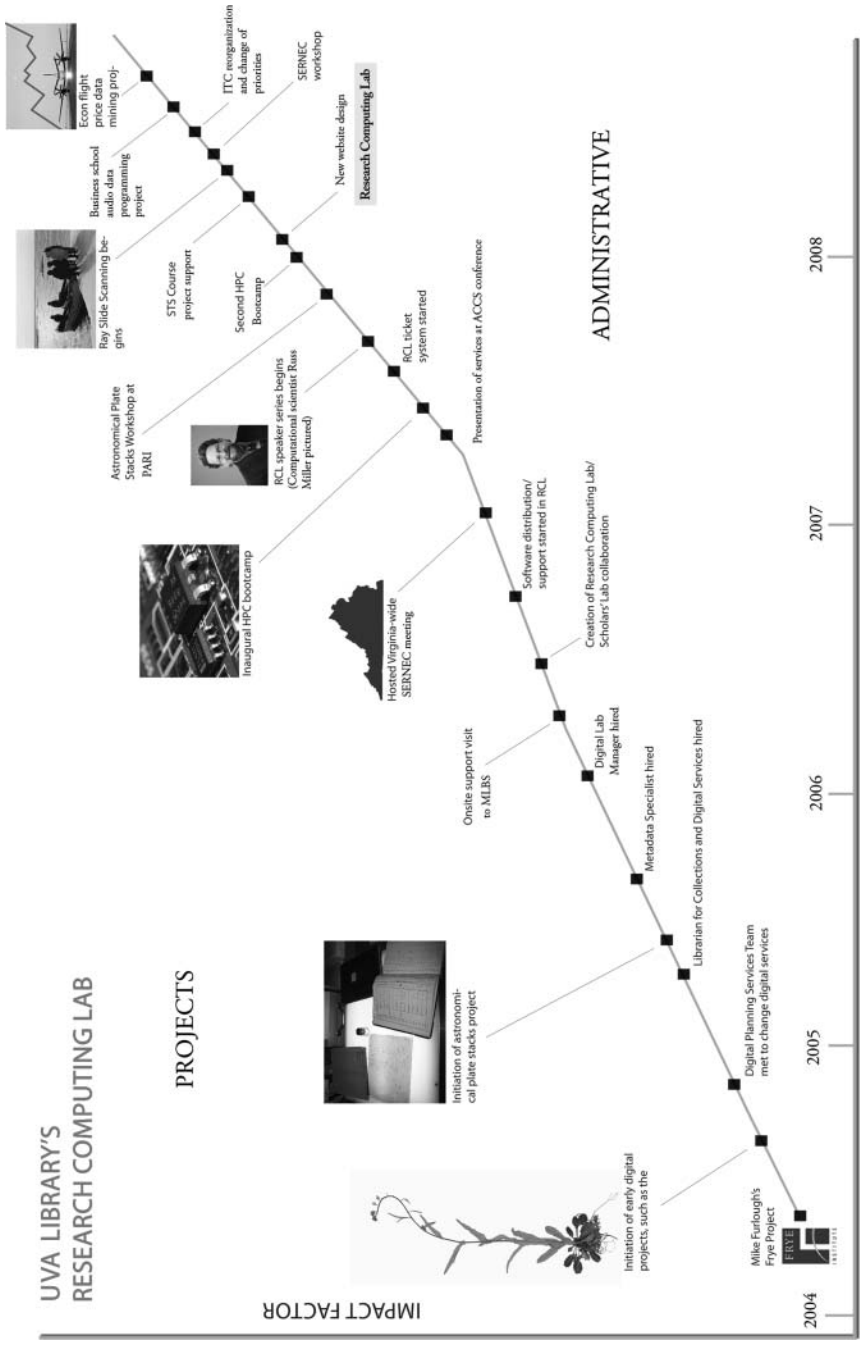 UVA LIBRARY'S
RESEARCH COMPUTING LAB
PROJECTS
IMPACT FACTOR
Initiation of early digital
projects, such as the
Initiation of astronomi-
cal plate stacks project
Onsite support visit
to MLBS
Hosted Virginia-wide
SERNEC meeting
Inaugural HPC bootcamp
RCL speaker series begins
(Computational scientist Russ
Miller pictured)
Astronomical Plate
Stacks Workshop at
PARI
Second HPC
Bootcamp
STS Course
project support
Ray Slide Scanning be-
gins
Business school
audio data
programming
project
Econ flight
price data
mining proj-
Mike Furlough's
Frye Project
FRYE
INSTITUTE
Digital Planning Services Team
met to change digital services
Librarian for Collections and Digital Services hired
Metadata Specialist hired
Digital Lab
Manager hired
Creation of Research Computing Lab/
Scholars' Lab collaboration
Software distribution/
support started in RCL
Presentation of services at ACCS conference
RCL ticket
system started
New website design
Research Computing Lab
SERNEC
workshop
ITC reorganization
and change of
priorities
ADMINISTRATIVE
2004
2005
2006
2007
2008